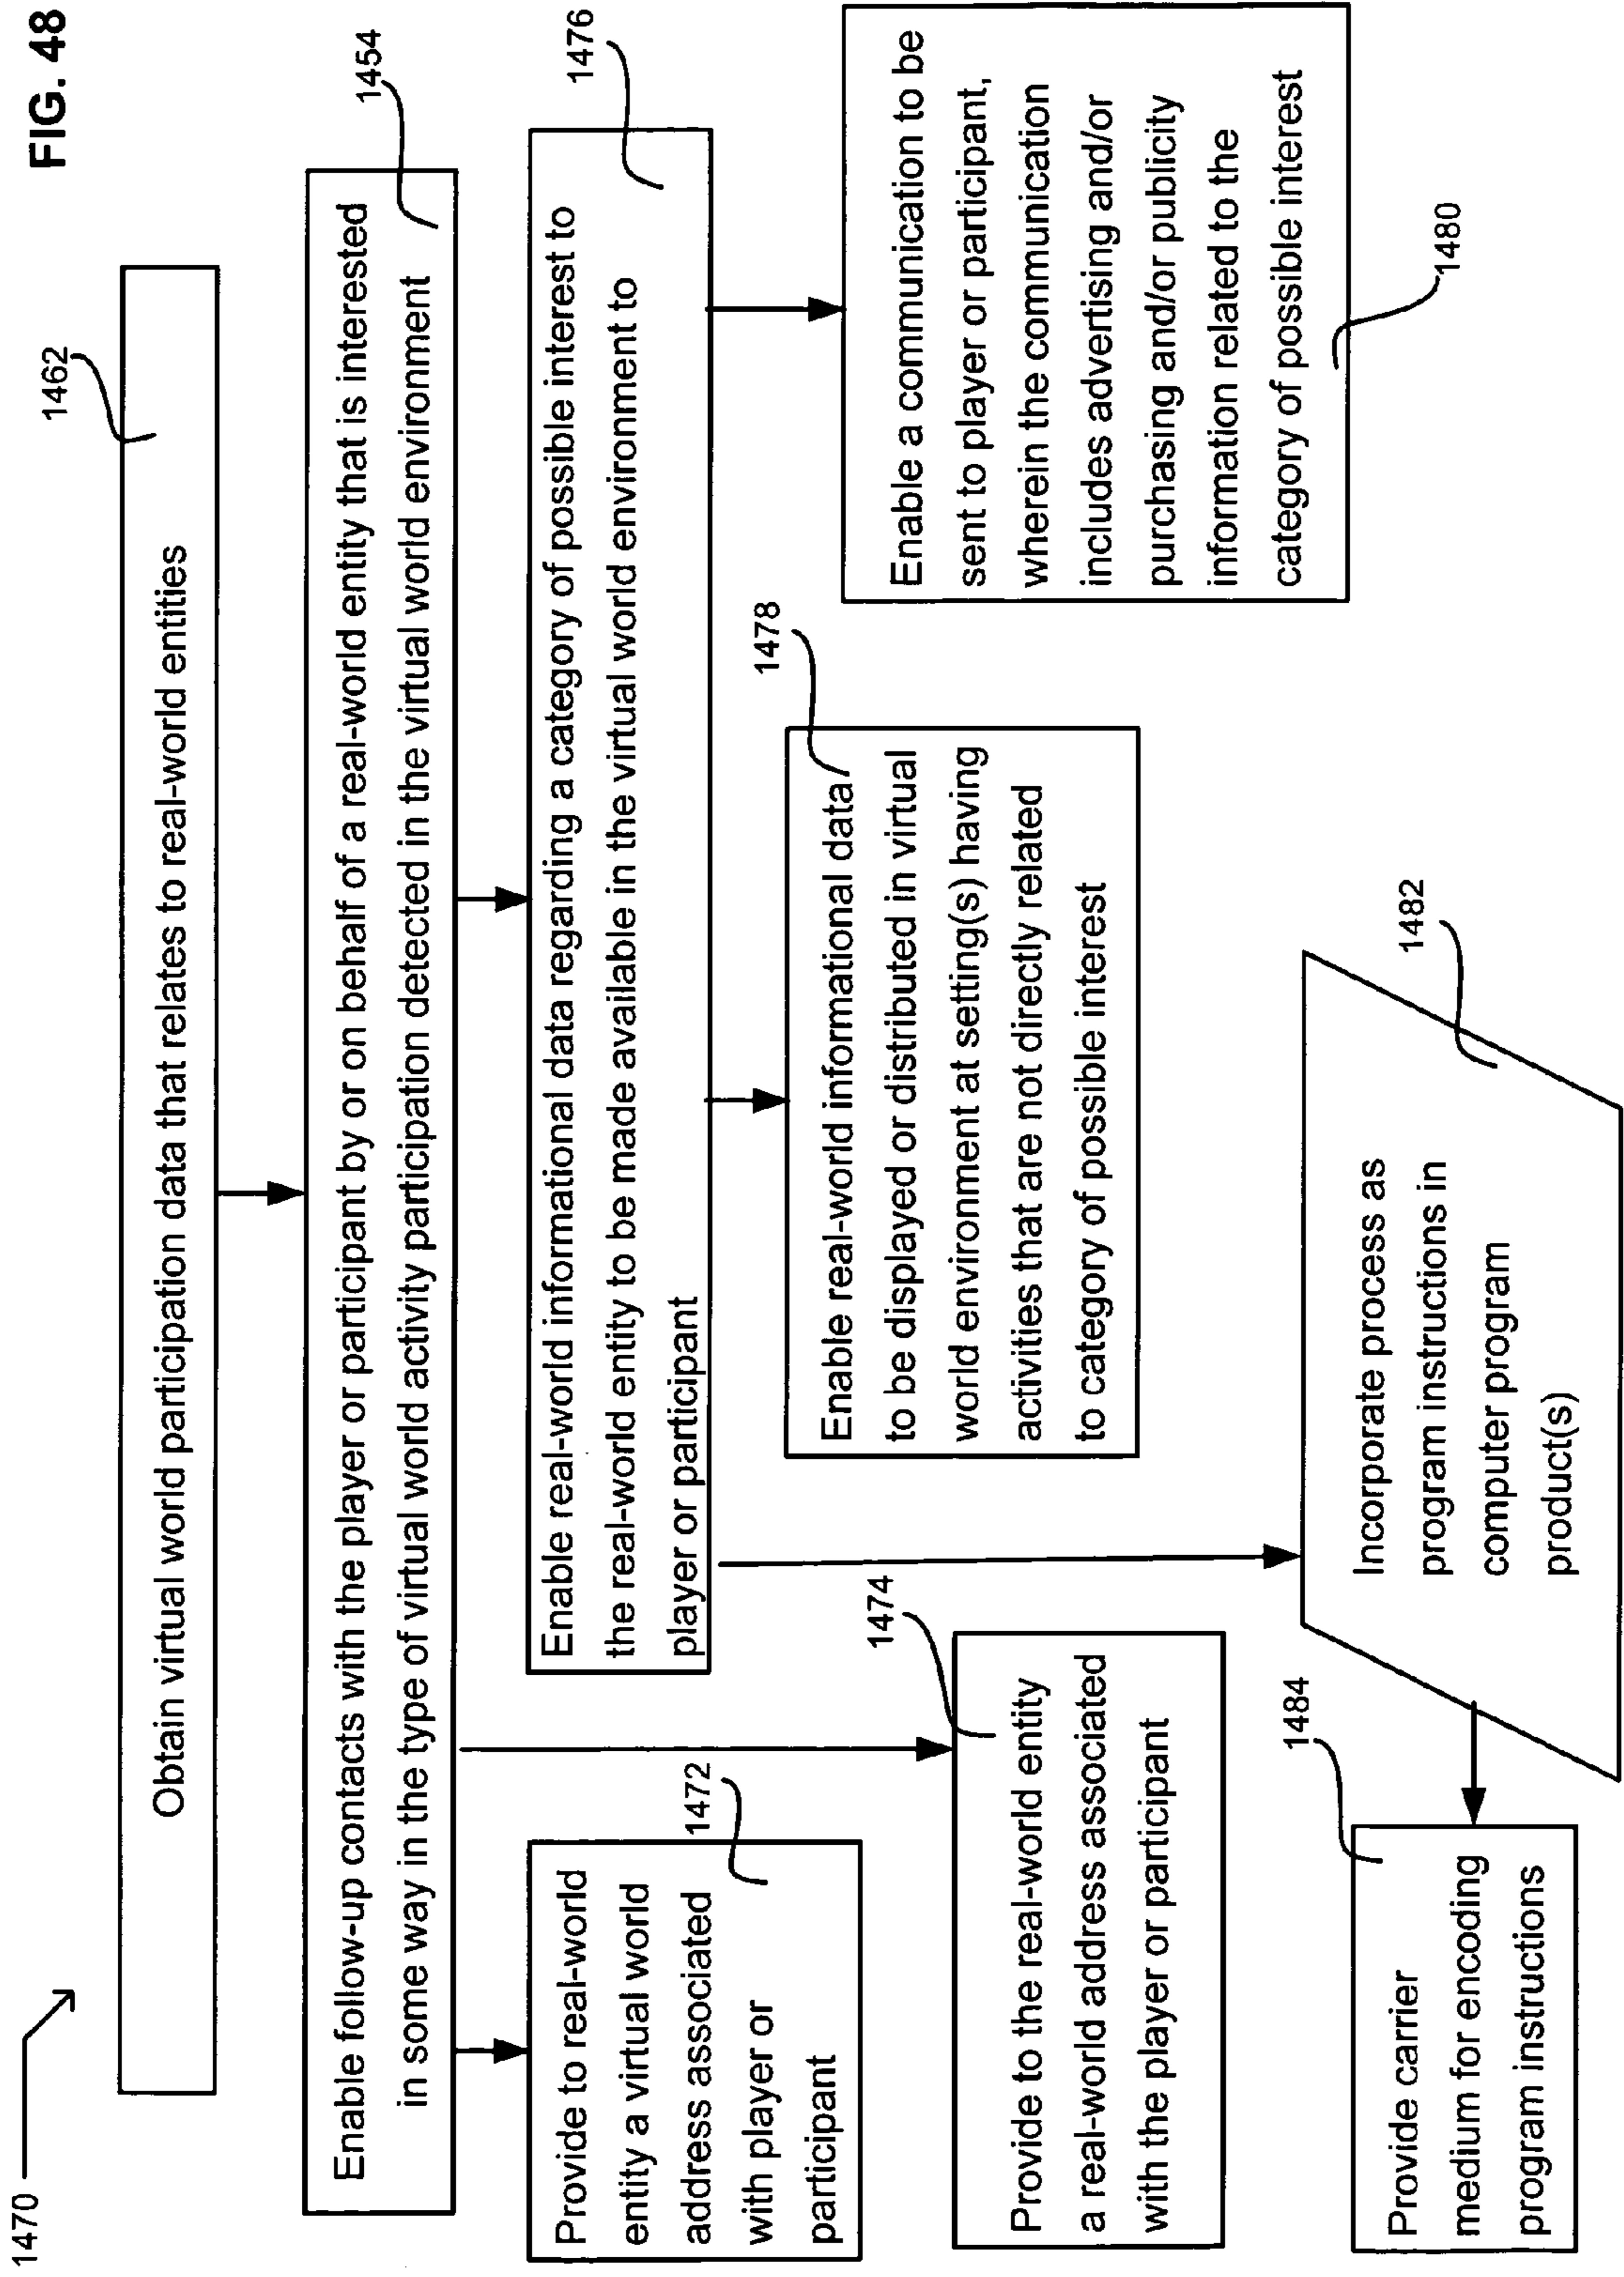 FIG. 48
1470
1462
Obtain virtual world participation data that relates to real-world entities
1454
Enable follow-up contacts with the player or participant by or on behalf of a real-world entity that is interested
in some way in the type of virtual world activity participation detected in the virtual world environment
1476
Enable real-world informational data regarding a category of possible interest to
the real-world entity to be made available in the virtual world environment to
player or participant
1472
Provide to real-world
entity a virtual world
address associated
with player or
participant
1474
Provide to the real-world entity
a real-world address associated
with the player or participant
1478
Enable real-world informational data
to be displayed or distributed in virtual
world environment at setting(s) having
activities that are not directly related
to category of possible interest
Enable a communication to be
sent to player or participant,
wherein the communication
includes advertising and/or
purchasing and/or publicity
information related to the
category of possible interest
1480
1482
Incorporate process as
program instructions in
computer program
product(s)
1484
Provide carrier
medium for encoding
program instructions